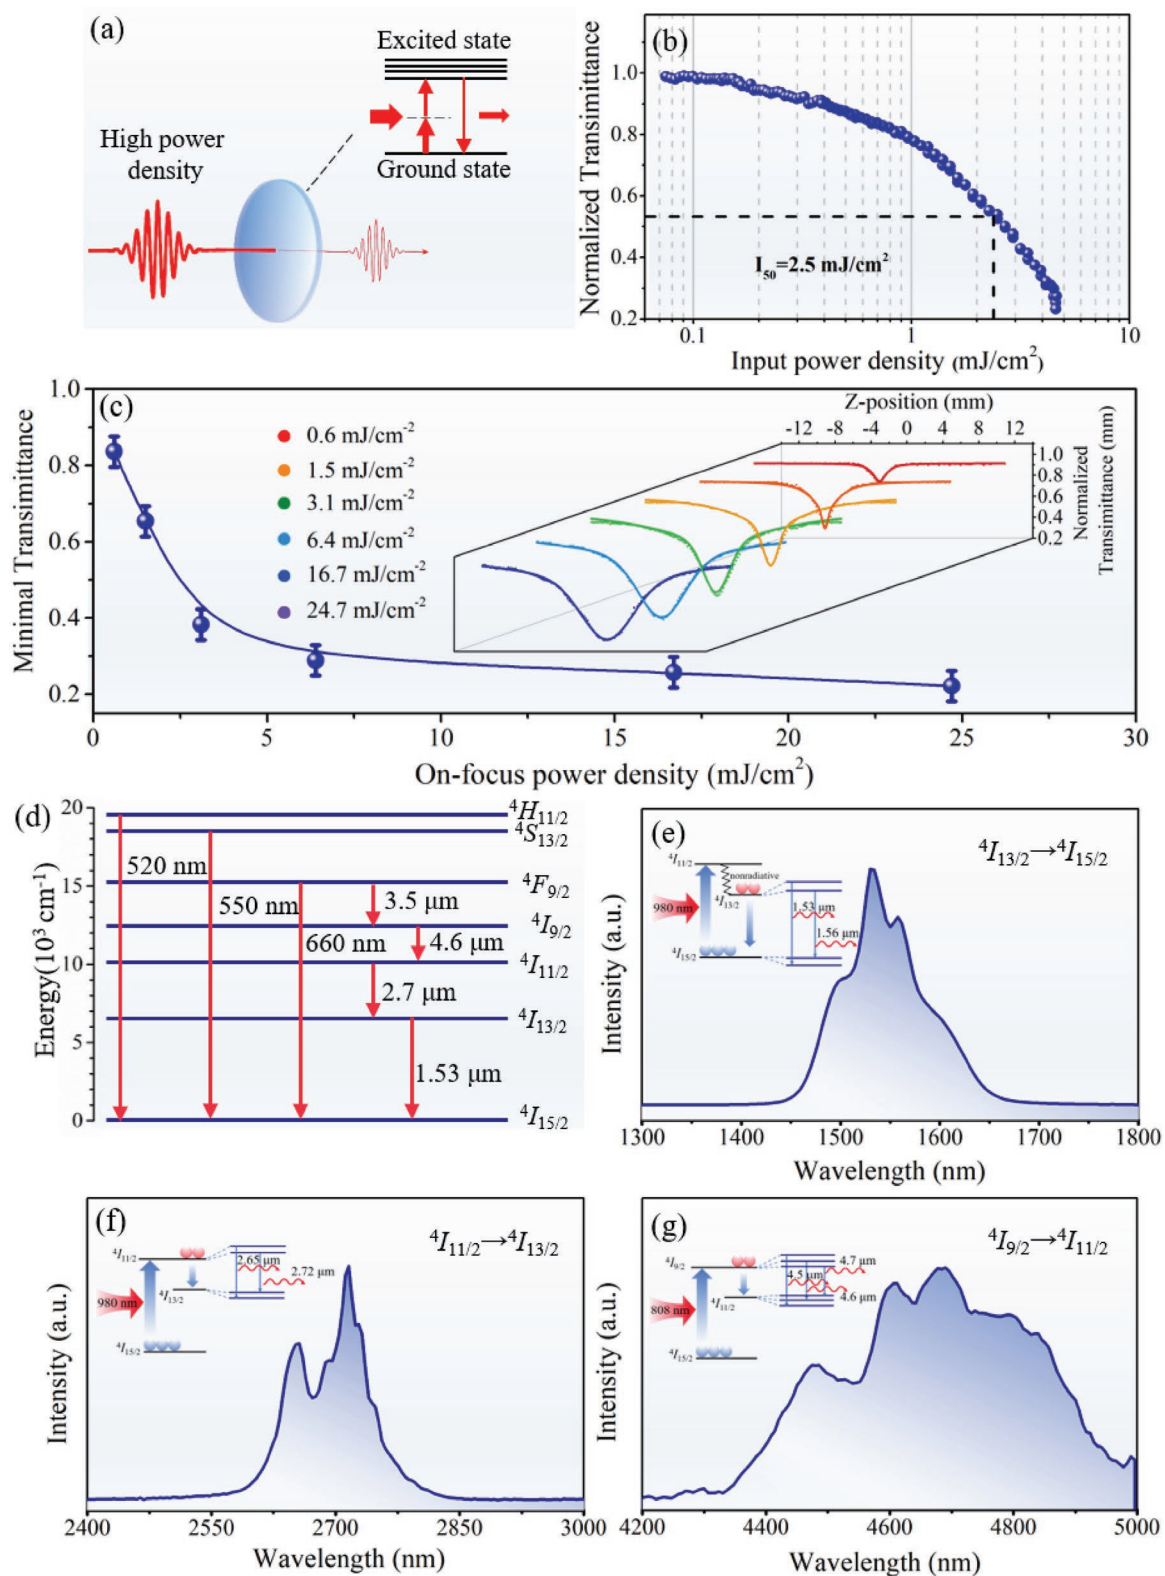 (a)
Excited state
High power
density
Ground state
(b)
Normalized Transimittance
1.0
0.8
0.6
0.4
0.2
I50=2.5 mJ/cm²
0.1 1 10
Input power density (mJ/cm²)
(c)
Minimal Transimittance
1.0
0.8
0.6
0.4
0.2
0.6 mJ/cm⁻²
1.5 mJ/cm⁻²
3.1 mJ/cm⁻²
6.4 mJ/cm⁻²
16.7 mJ/cm⁻²
24.7 mJ/cm⁻²
Z-position (mm)
-12 -8 -4 0 4 8 12
1.0
0.8
0.6
0.4
0.2
Normalized
Transmittance (mm)
0 5 10 15 20 25 30
On-focus power density (mJ/cm²)
(d)
Energy(10³ cm⁻¹)
20
15
10
5
0
⁴H11/2
⁴S13/2
520 nm
⁴F9/2
550 nm
3.5 μm
⁴I9/2
660 nm
4.6 μm
⁴I11/2
2.7 μm
⁴I13/2
1.53 μm
⁴I15/2
(e)
⁴I13/2→⁴I15/2
Intensity (a.u.)
⁴I11/2
nonradiative
⁴I13/2
980 nm
1.53 μm
1.56 μm
⁴I15/2
1300 1400 1500 1600 1700 1800
Wavelength (nm)
(f)
⁴I11/2→⁴I13/2
Intensity (a.u.)
⁴I11/2
2.65 μm
2.72 μm
⁴I13/2
980 nm
⁴I15/2
2400 2550 2700 2850 3000
Wavelength (nm)
(g)
⁴I9/2→⁴I11/2
Intensity (a.u.)
⁴I9/2
4.7 μm
4.5 μm
4.6 μm
⁴I11/2
808 nm
⁴I15/2
4200 4400 4600 4800 5000
Wavelength (nm)